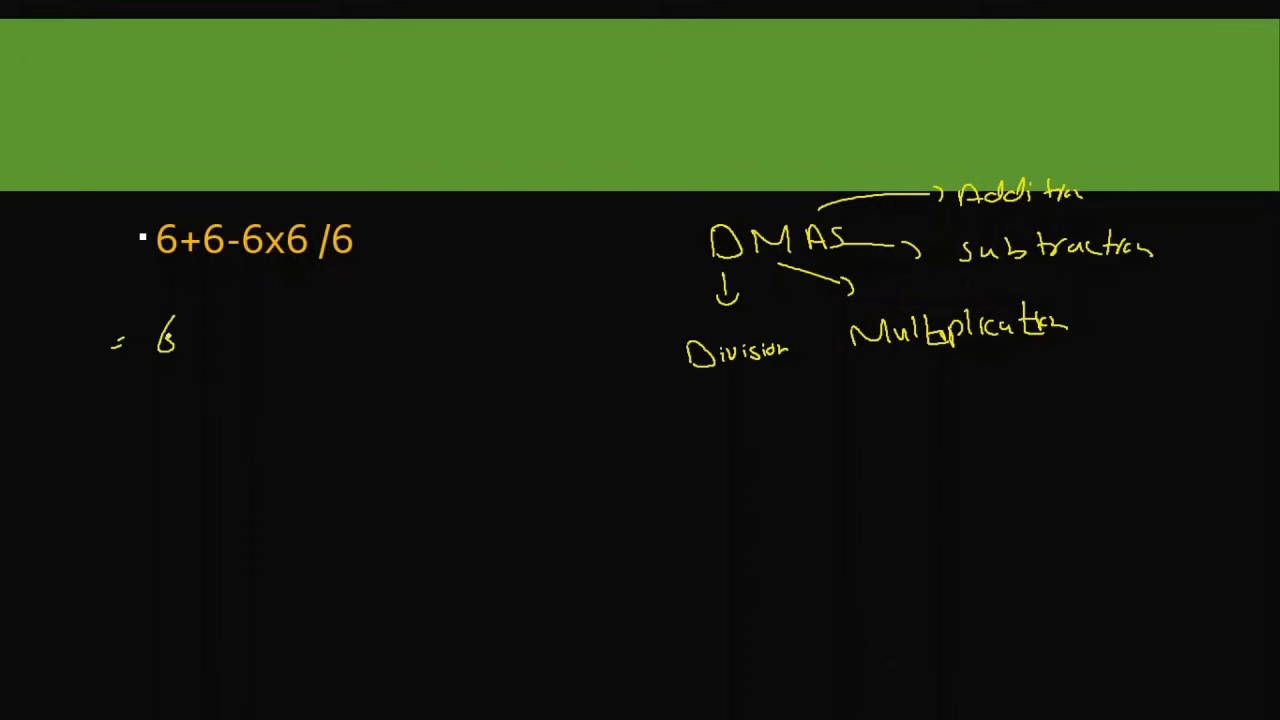 6+6-6x6 /6
= 6
Addition
DMAS
subtraction
Multiplication
Division